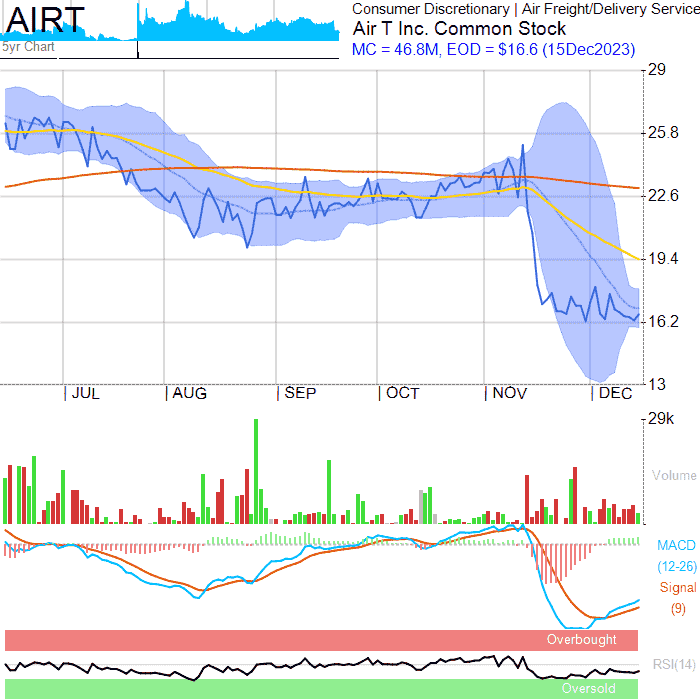 AIRT
5yr Chart
Consumer Discretionary | Air Freight/Delivery Service
Air T Inc. Common Stock
MC = 46.8M, EOD = $16.6 (15Dec2023)
29
25.8
22.6
19.4
16.2
13
JUL AUG SEP OCT NOV DEC
29k
Volume
MACD
(12-26)
Signal
(9)
Overbought
RSI(14)
Oversold